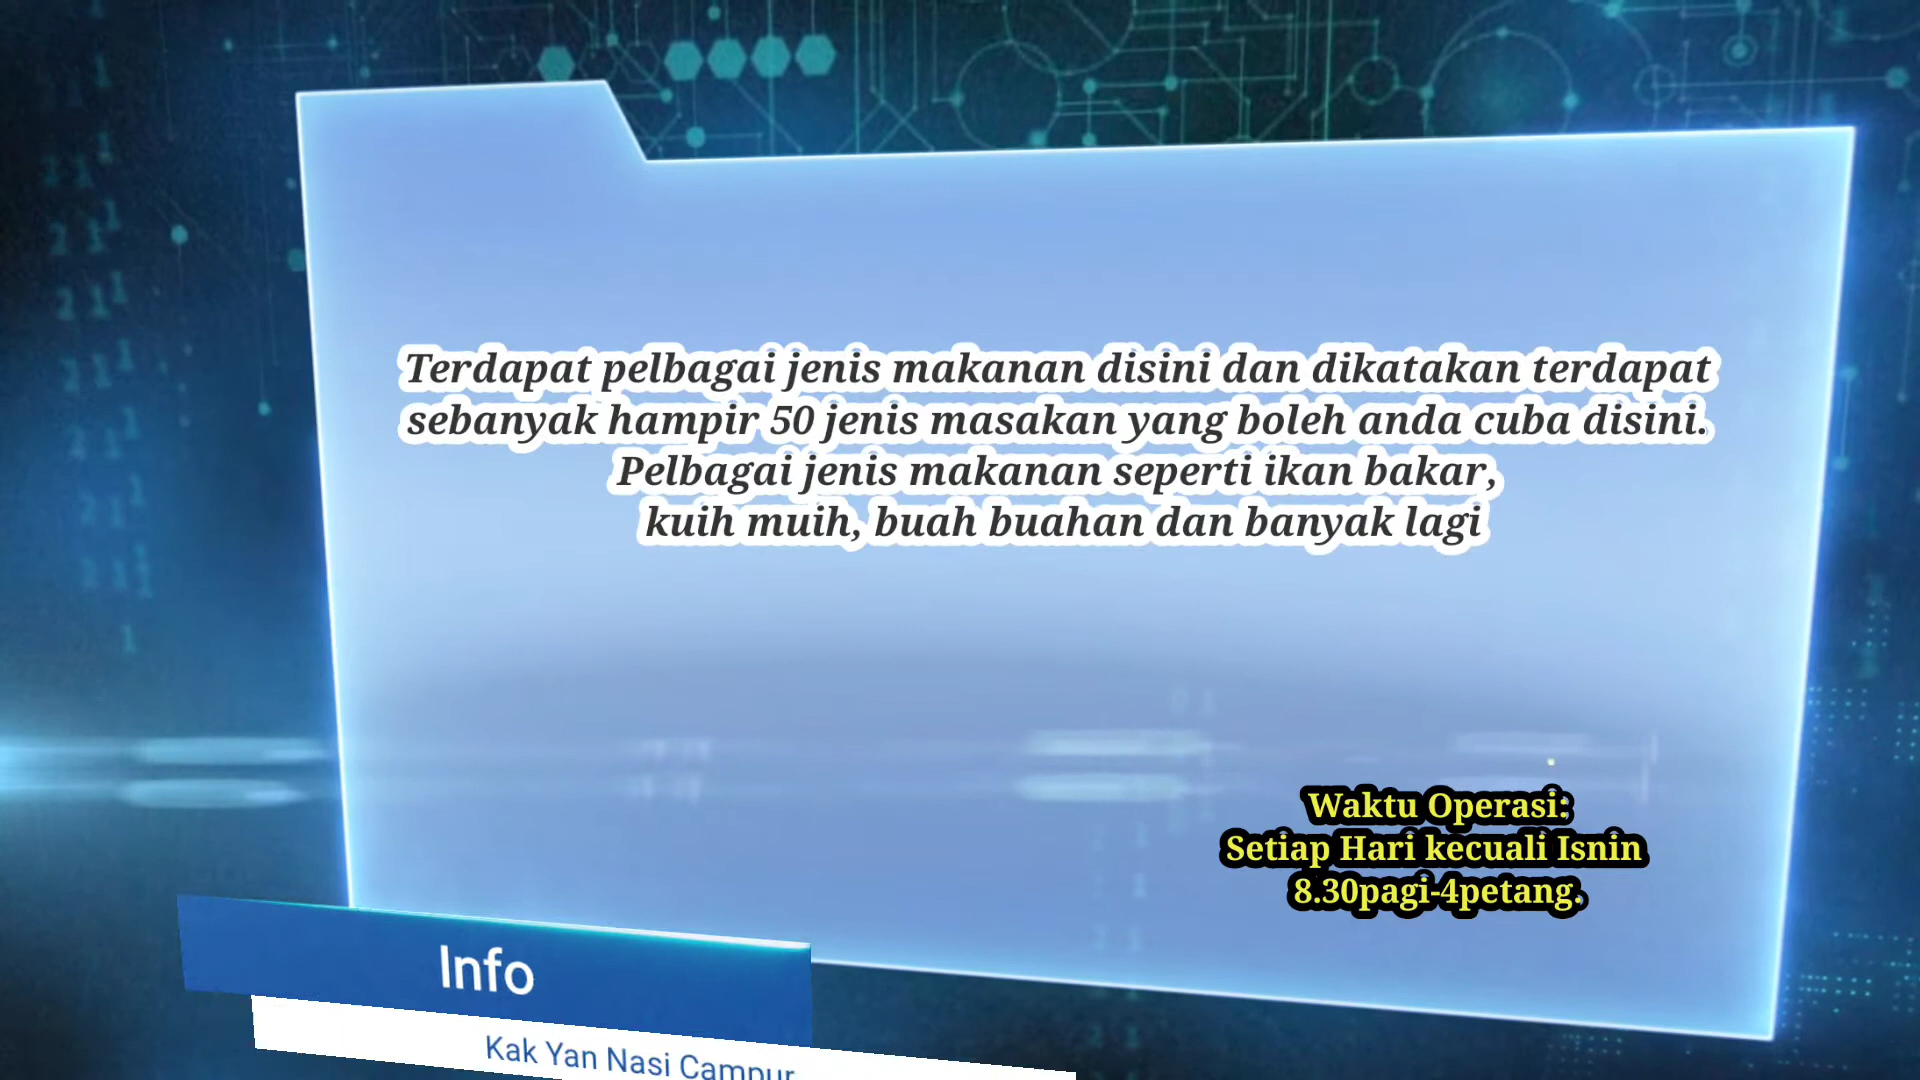 Terdapat pelbagai jenis makanan disini dan dikatakan terdapat
sebanyak hampir 50 jenis masakan yang boleh anda cuba disini.
Pelbagai jenis makanan seperti ikan bakar,
kuih muih, buah buahan dan banyak lagi
Waktu Operasi:
Setiap Hari kecuali Isnin
8.30pagi-4petang.
Info
Kak Yan Nasi Campur